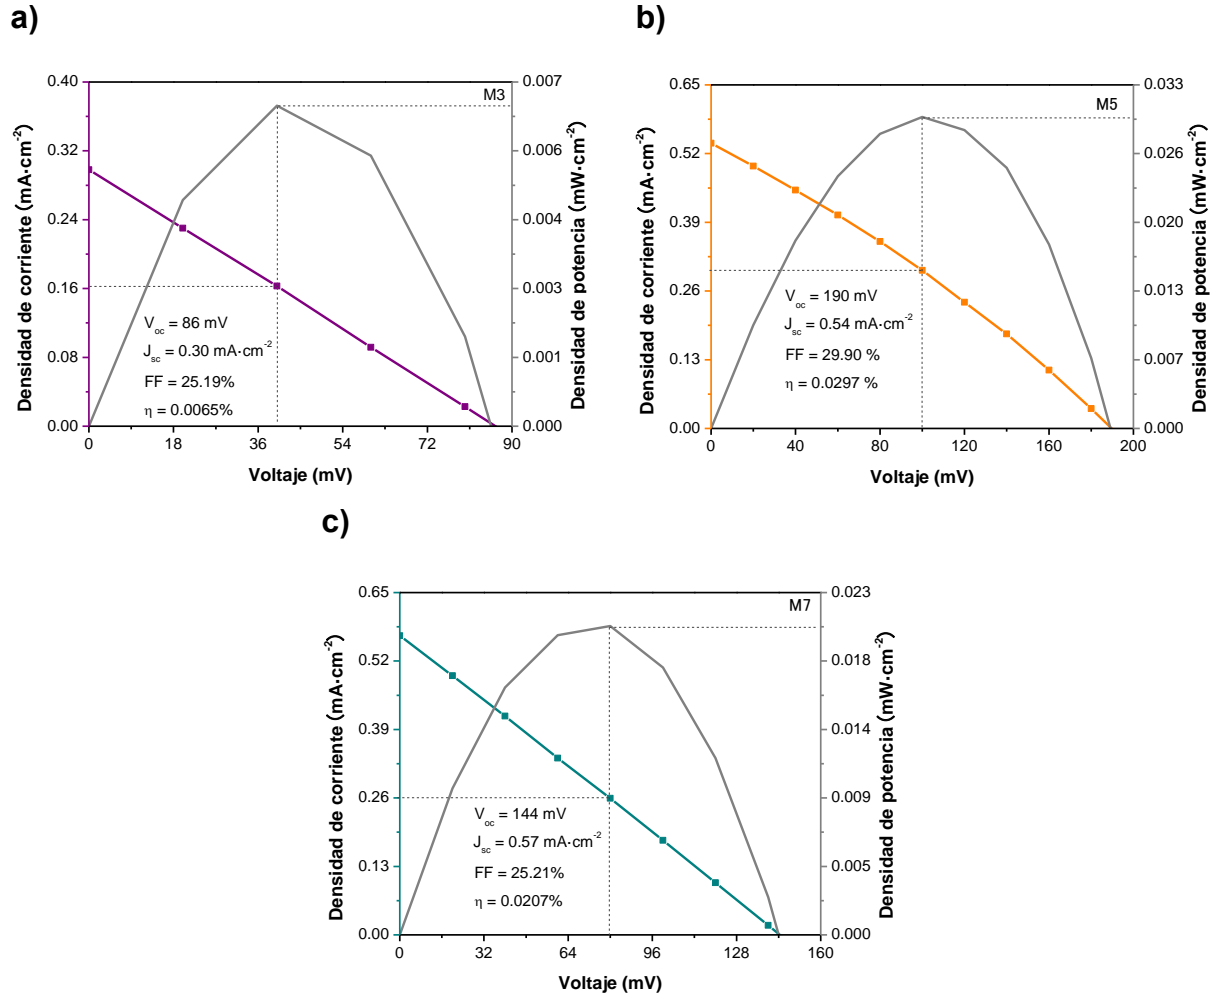 a)
M3
Densidad de corriente (mA·cm-2)
Densidad de potencia (mW·cm-2)
0.40
0.32
0.24
0.16
0.08
0.00
0.007
0.006
0.004
0.003
0.001
0.000
Voc = 86 mV
Jsc = 0.30 mA·cm-2
FF = 25.19%
η = 0.0065%
0 18 36 54 72 90
Voltaje (mV)
b)
M5
Densidad de corriente (mA·cm-2)
Densidad de potencia (mW·cm-2)
0.65
0.52
0.39
0.26
0.13
0.00
0.033
0.026
0.020
0.013
0.007
0.000
Voc = 190 mV
Jsc = 0.54 mA·cm-2
FF = 29.90 %
η = 0.0297 %
0 40 80 120 160 200
Voltaje (mV)
c)
M7
Densidad de corriente (mA·cm-2)
Densidad de potencia (mW·cm-2)
0.65
0.52
0.39
0.26
0.13
0.00
0.023
0.018
0.014
0.009
0.005
0.000
Voc = 144 mV
Jsc = 0.57 mA·cm-2
FF = 25.21%
η = 0.0207%
0 32 64 96 128 160
Voltaje (mV)